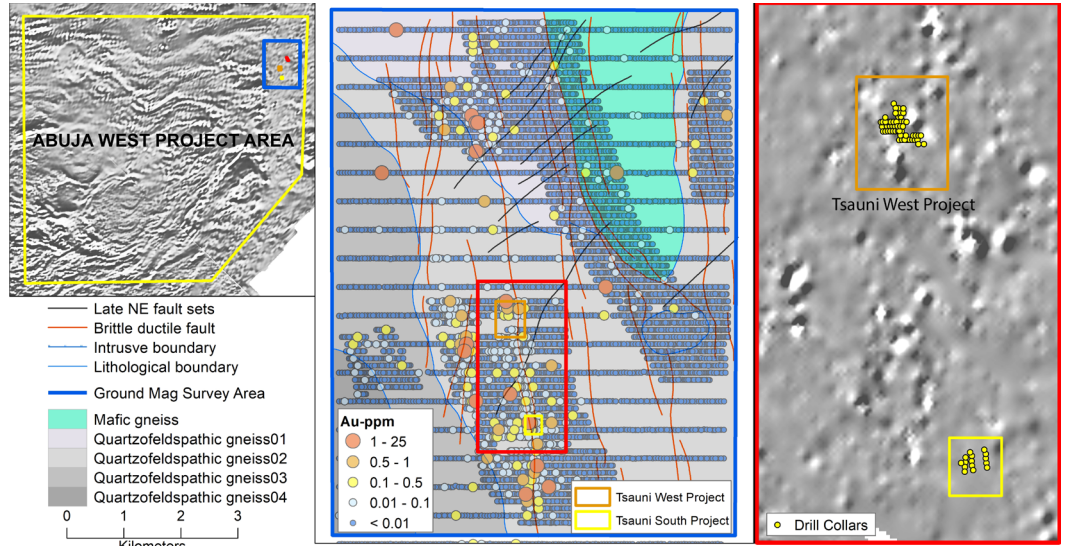 ABUJA WEST PROJECT AREA
Late NE fault sets
Brittle ductile fault
Intrusve boundary
Lithological boundary
Ground Mag Survey Area
Mafic gneiss
Quartzofeldspathic gneiss01
Quartzofeldspathic gneiss02
Quartzofeldspathic gneiss03
Quartzofeldspathic gneiss04
0 1 2 3
Kilometers
Au-ppm
1 - 25
0.5 - 1
0.1 - 0.5
0.01 - 0.1
< 0.01
Tsauni West Project
Tsauni South Project
Tsauni West Project
Drill Collars